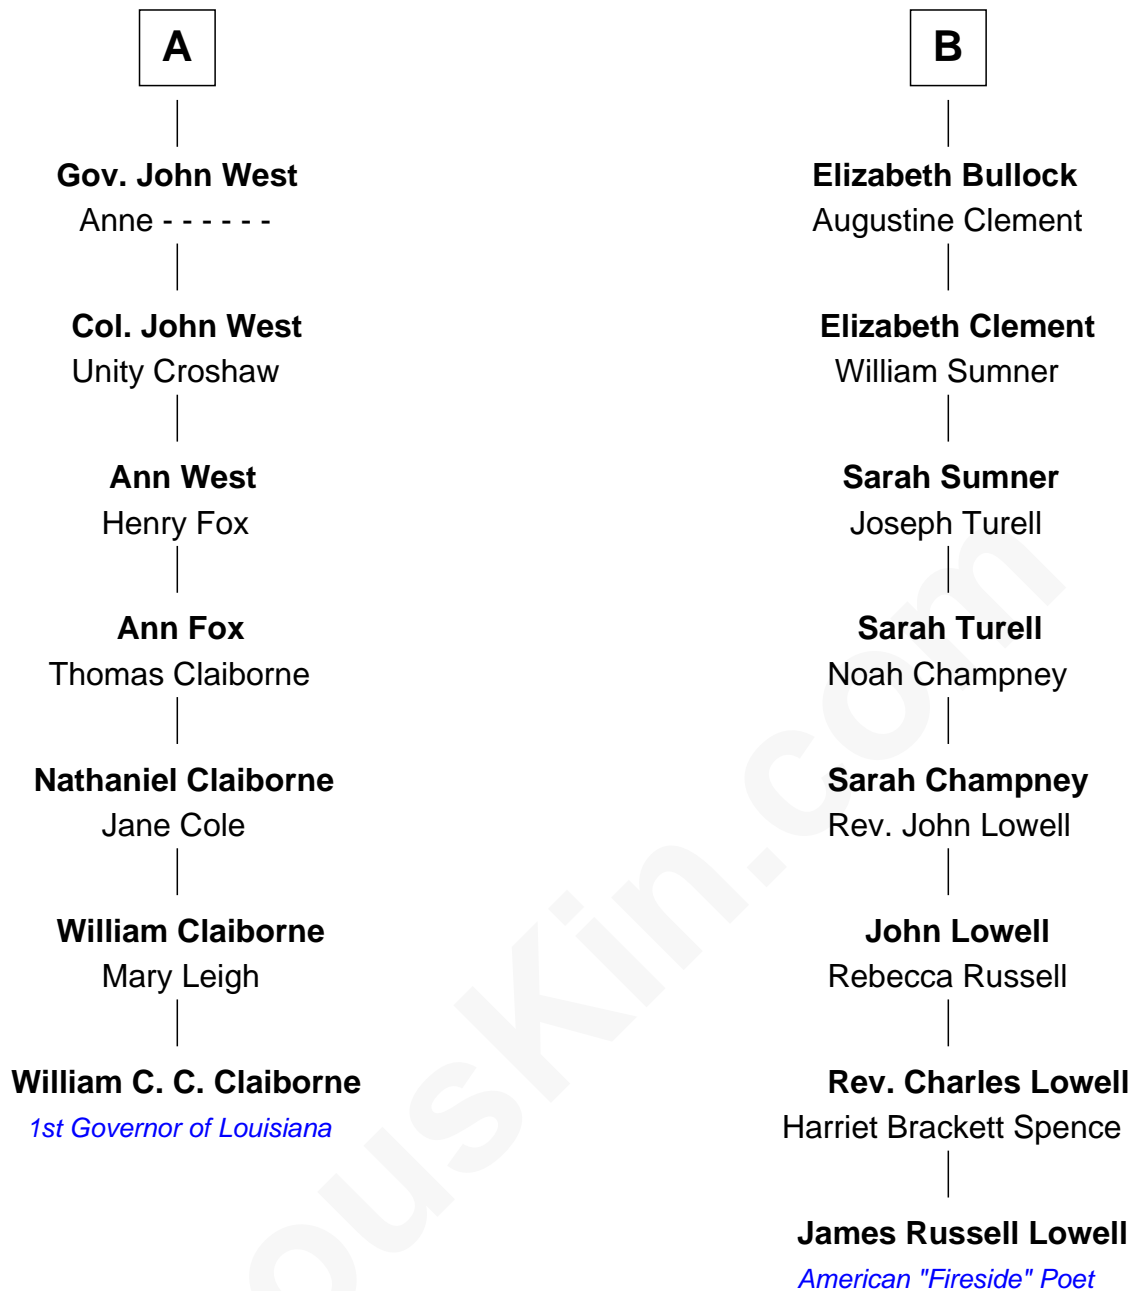 A
Gov. John West
Anne - - - - - -
Col. John West
Unity Croshaw
Ann West
Henry Fox
Ann Fox
Thomas Claiborne
Nathaniel Claiborne
Jane Cole
William Claiborne
Mary Leigh
William C. C. Claiborne
1st Governor of Louisiana
B
Elizabeth Bullock
Augustine Clement
Elizabeth Clement
William Sumner
Sarah Sumner
Joseph Turell
Sarah Turell
Noah Champney
Sarah Champney
Rev. John Lowell
John Lowell
Rebecca Russell
Rev. Charles Lowell
Harriet Brackett Spence
James Russell Lowell
American "Fireside" Poet
ousKin.com